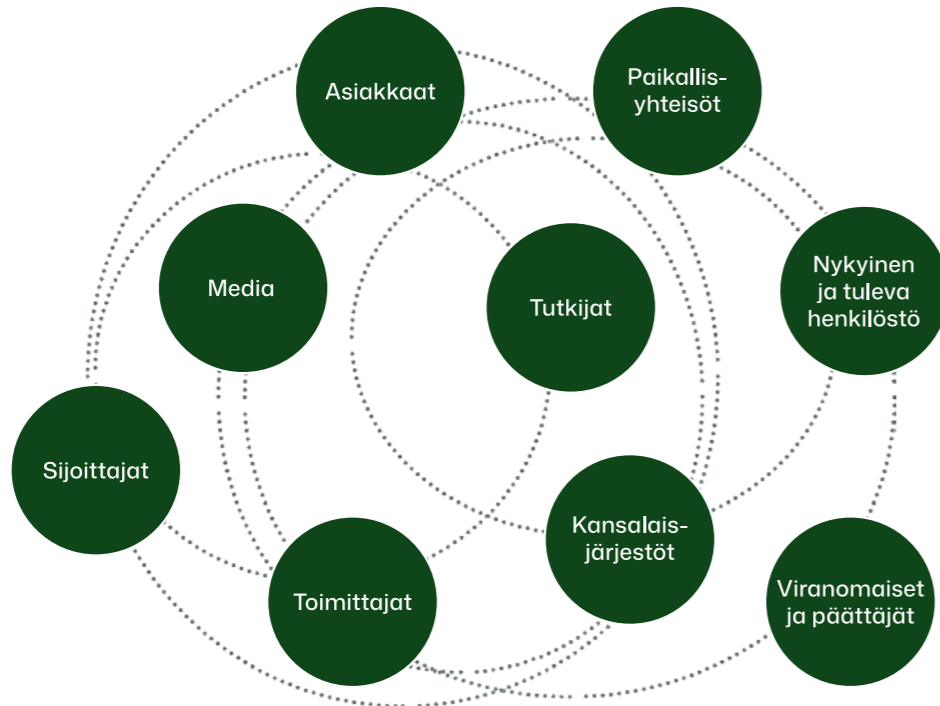 Asiakkaat
Paikallis-
yhteisöt
Media
Tutkijat
Nykyinen
ja tuleva
henkilöstö
Sijoittajat
Kansalais-
järjestöt
Toimittajat
Viranomaiset
ja päättäjät